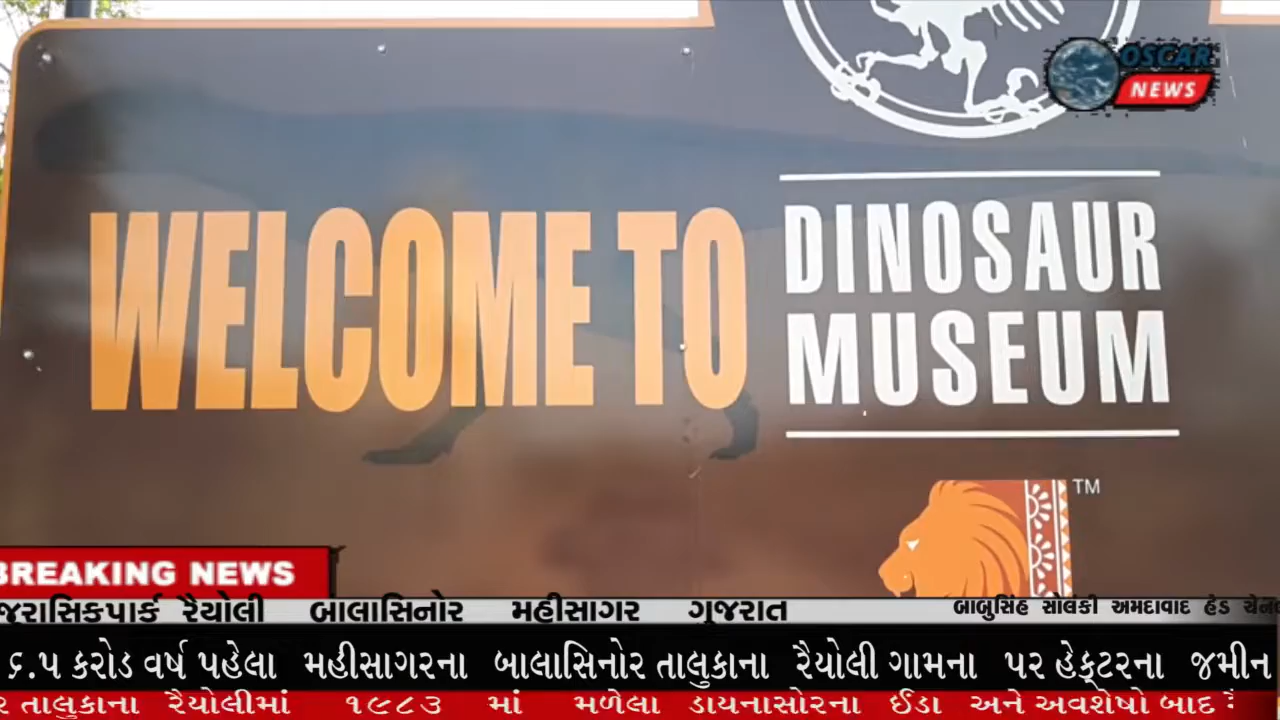 OSCAR
NEWS
WELCOME TO
DINOSAUR
MUSEUM
TM
BREAKING NEWS
જરાસિકપાર્ક રૈયોલી બાલાસિનોર મહીસાગર ગુજરાત
બાબુસિંહ સોલંકી અમદાવાદ હેડ
૬.૫ કરોડ વર્ષ પહેલા મહીસાગરના બાલાસિનોર તાલુકાના રૈયોલી ગામના ૫૨ હેક્ટરના જમીન
ર તાલુકાના રૈયોલીમાં ૧૯૮૩ માં મળેલા ડાયનાસોરના ઈંડા અને અવશેષો બાદ